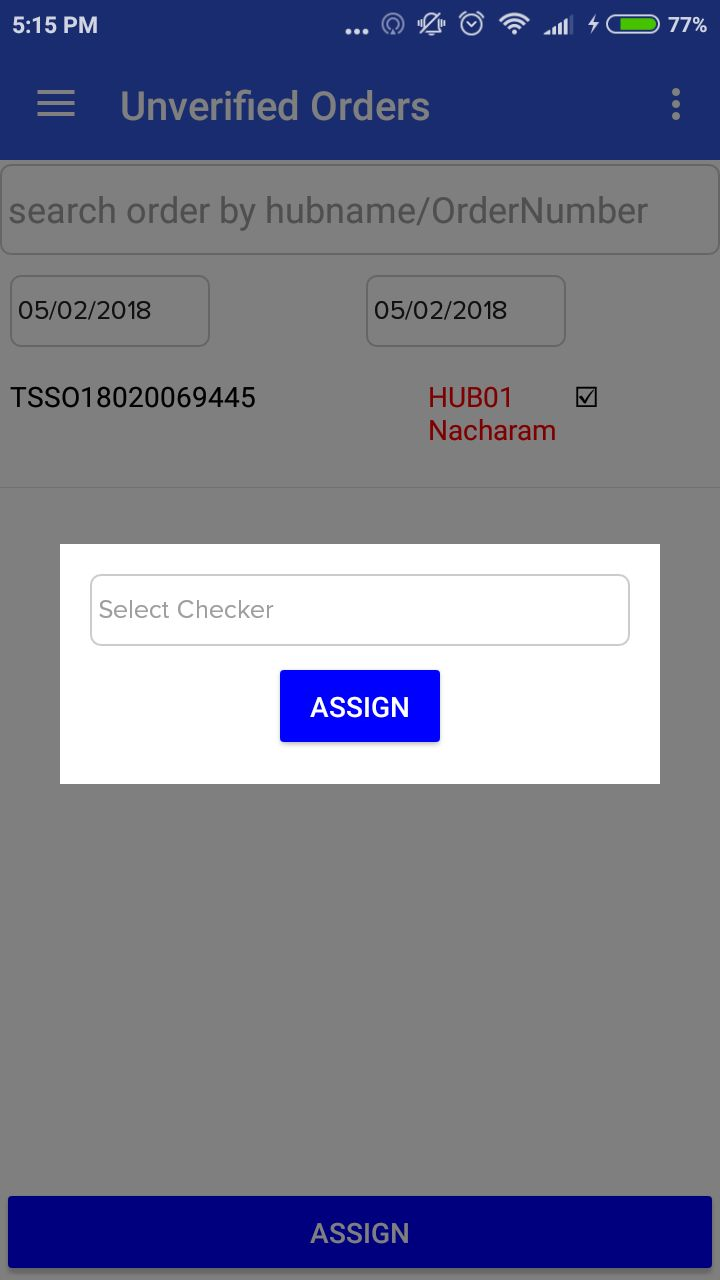 5:15 PM 77%
Unverified Orders
search order by hubname/OrderNumber
05/02/2018 05/02/2018
TSSO18020069445 HUB01
Nacharam
Select Checker
ASSIGN
ASSIGN